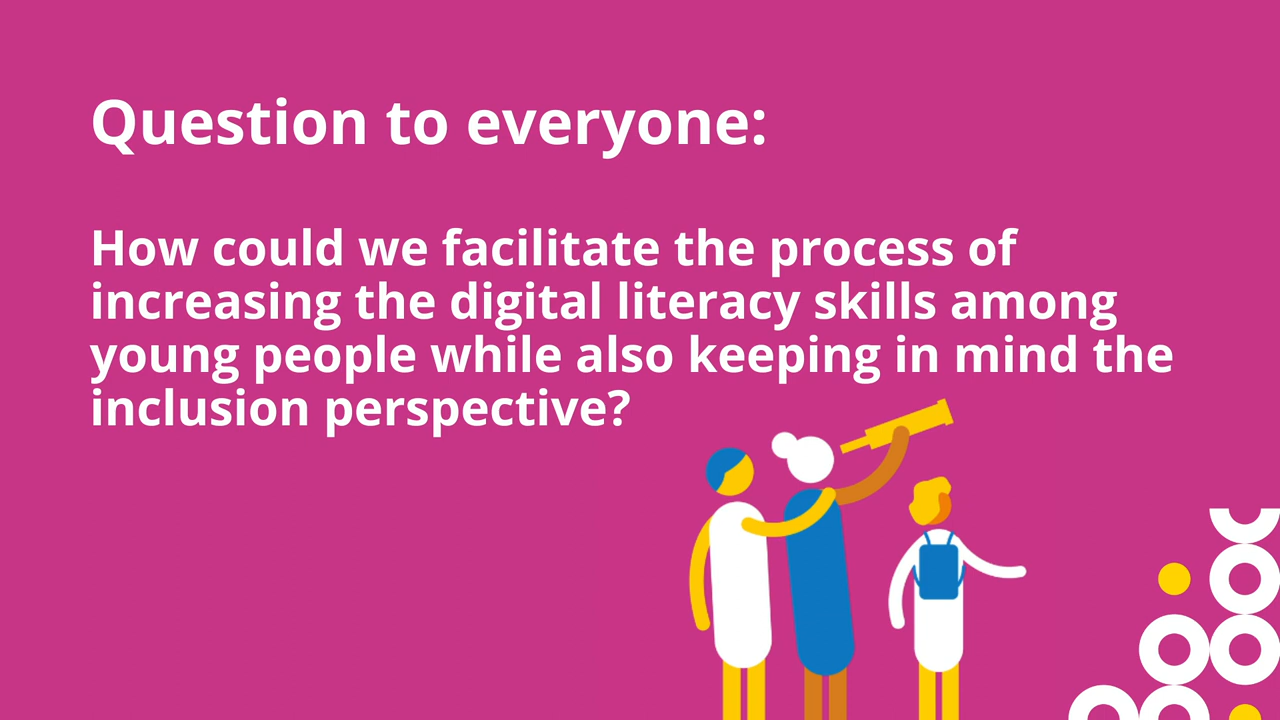 Question to everyone:
How could we facilitate the process of
increasing the digital literacy skills among
young people while also keeping in mind the
inclusion perspective?